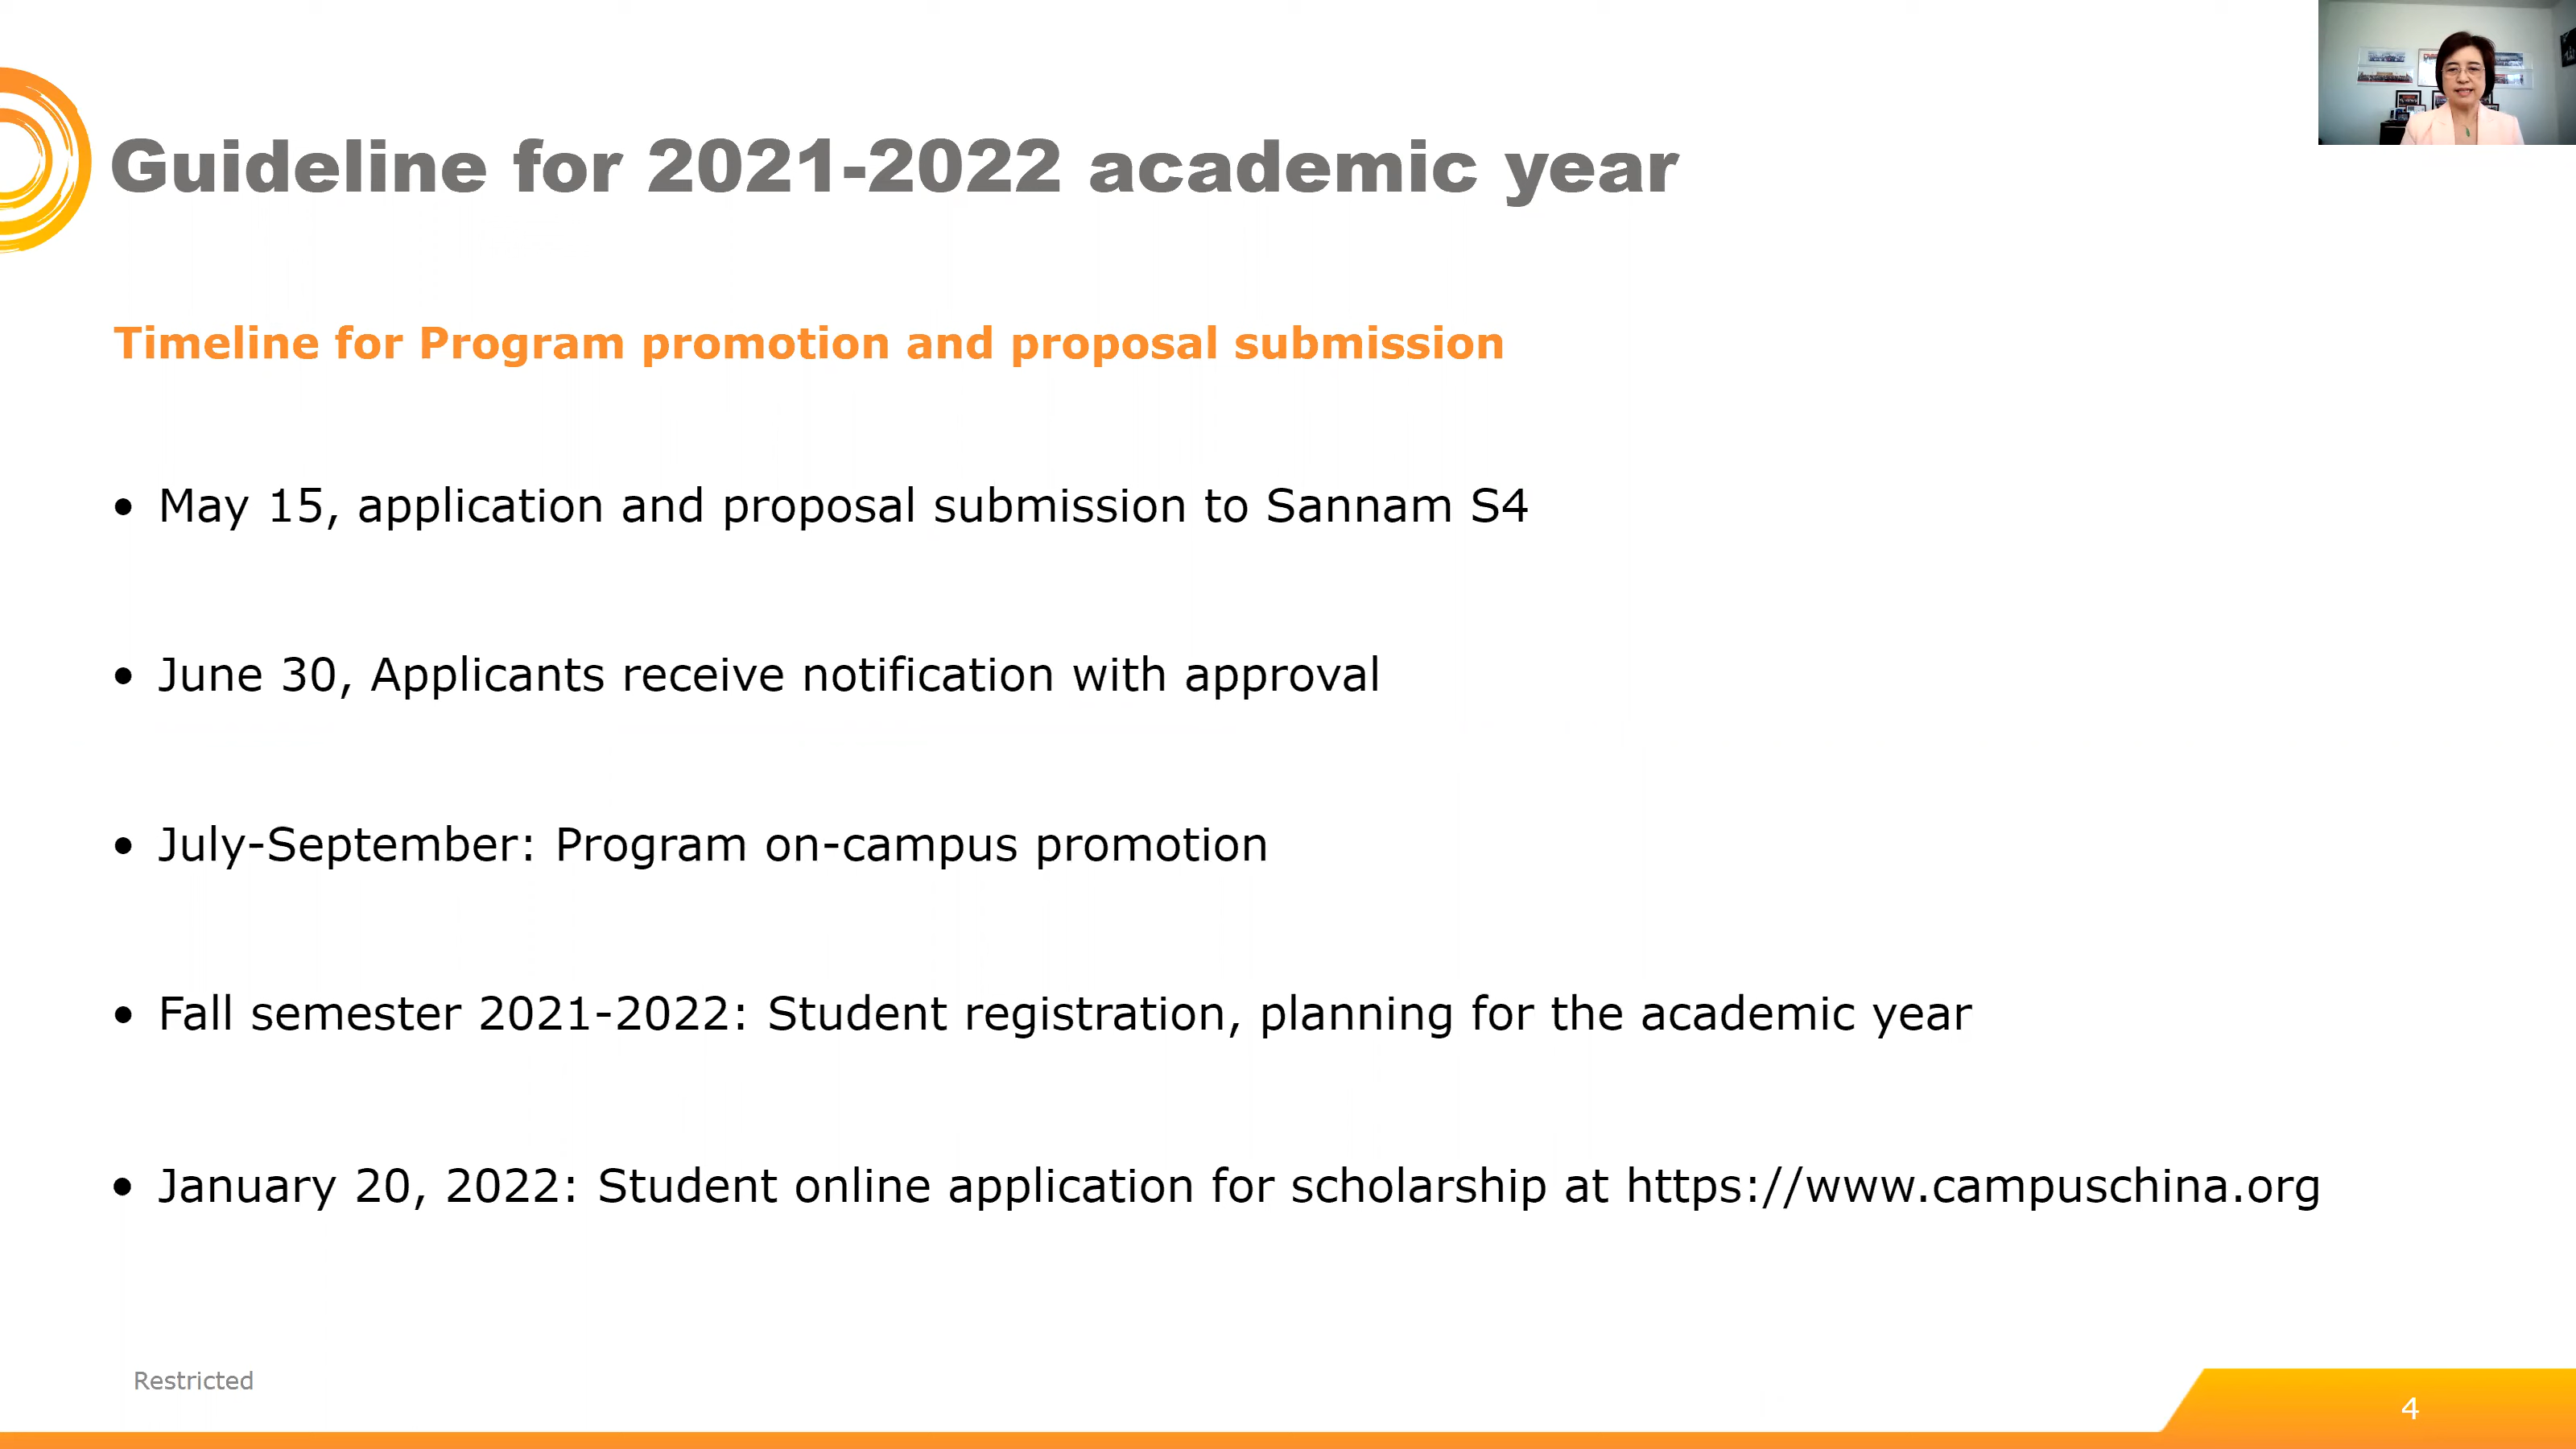 Guideline for 2021-2022 academic year
Timeline for Program promotion and proposal submission
• May 15, application and proposal submission to Sannam S4
• June 30, Applicants receive notification with approval
• July-September: Program on-campus promotion
• Fall semester 2021-2022: Student registration, planning for the academic year
• January 20, 2022: Student online application for scholarship at https://www.campuschina.org
Restricted
4